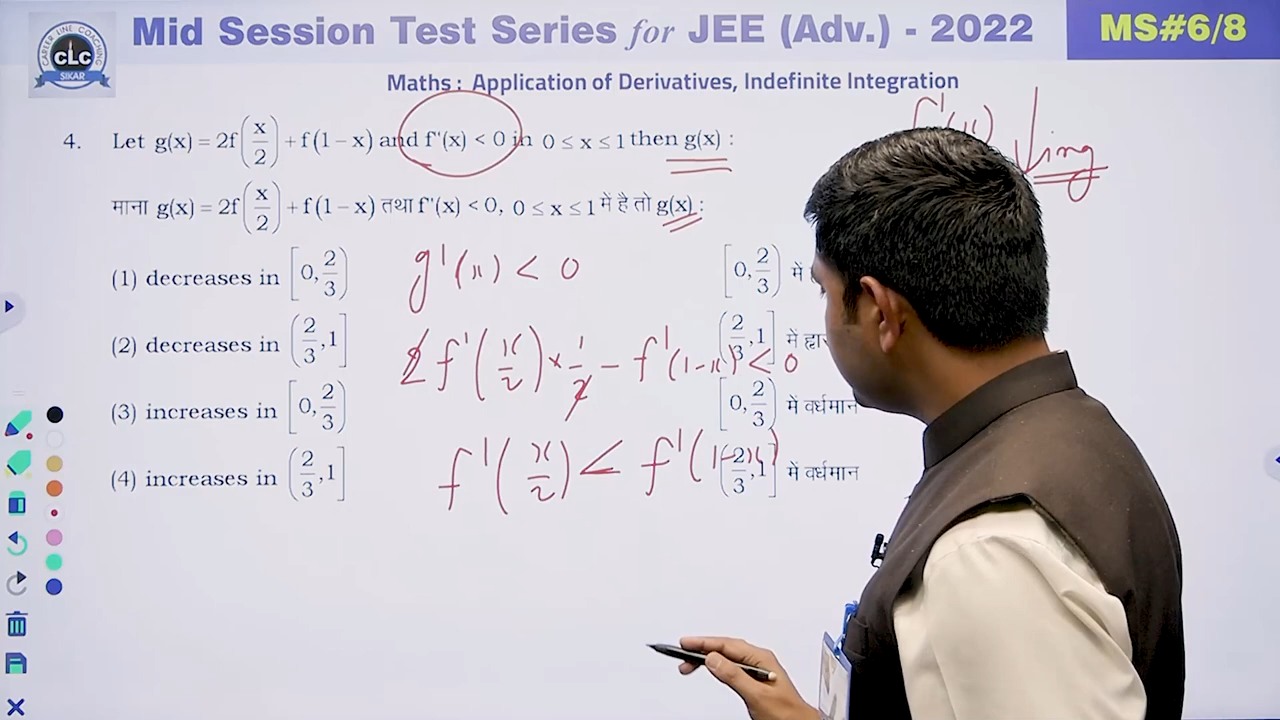 Mid Session Test Series for JEE (Adv.) - 2022
MS#6/8
CAREER LINE COACHING
CLC
SIKAR
Maths : Application of Derivatives, Indefinite Integration
f'(x) ↓ing
4. Let g(x) = 2f(x/2) + f(1 − x) and f"(x) < 0 in 0 ≤ x ≤ 1 then g(x) :
माना g(x) = 2f(x/2) + f(1 − x) तथा f"(x) < 0, 0 ≤ x ≤ 1 में है तो g(x) :
(1) decreases in [0, 2/3)
[0, 2/3) में
(2) decreases in (2/3, 1]
(2/3, 1] में
(3) increases in [0, 2/3)
[0, 2/3) में वर्धमान
(4) increases in (2/3, 1]
(2/3, 1] में वर्धमान
g'(x) < 0
2f'(x/2) × 1/2 − f'(1−x) < 0
f'(x/2) < f'(1−x)